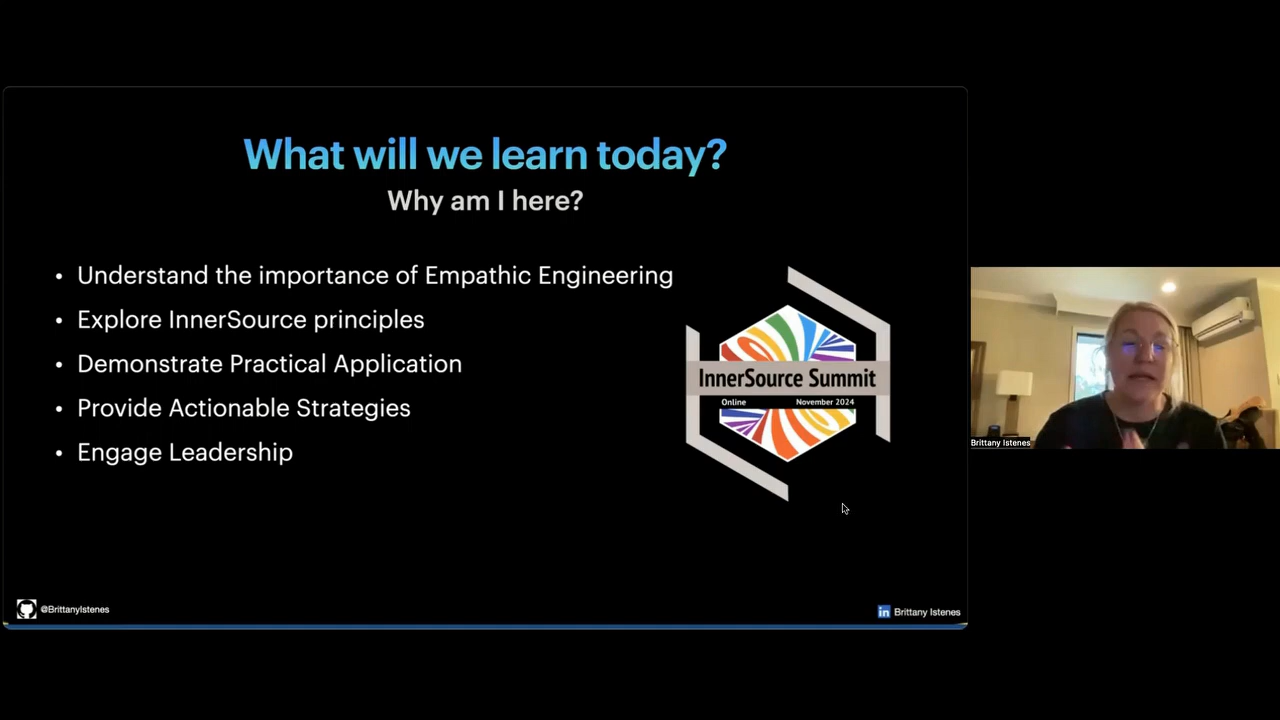 What will we learn today?
Why am I here?
• Understand the importance of Empathic Engineering
• Explore InnerSource principles
• Demonstrate Practical Application
• Provide Actionable Strategies
• Engage Leadership
InnerSource Summit
Online November 2024
Brittany Istenes
@BrittanyIstenes
in Brittany Istenes